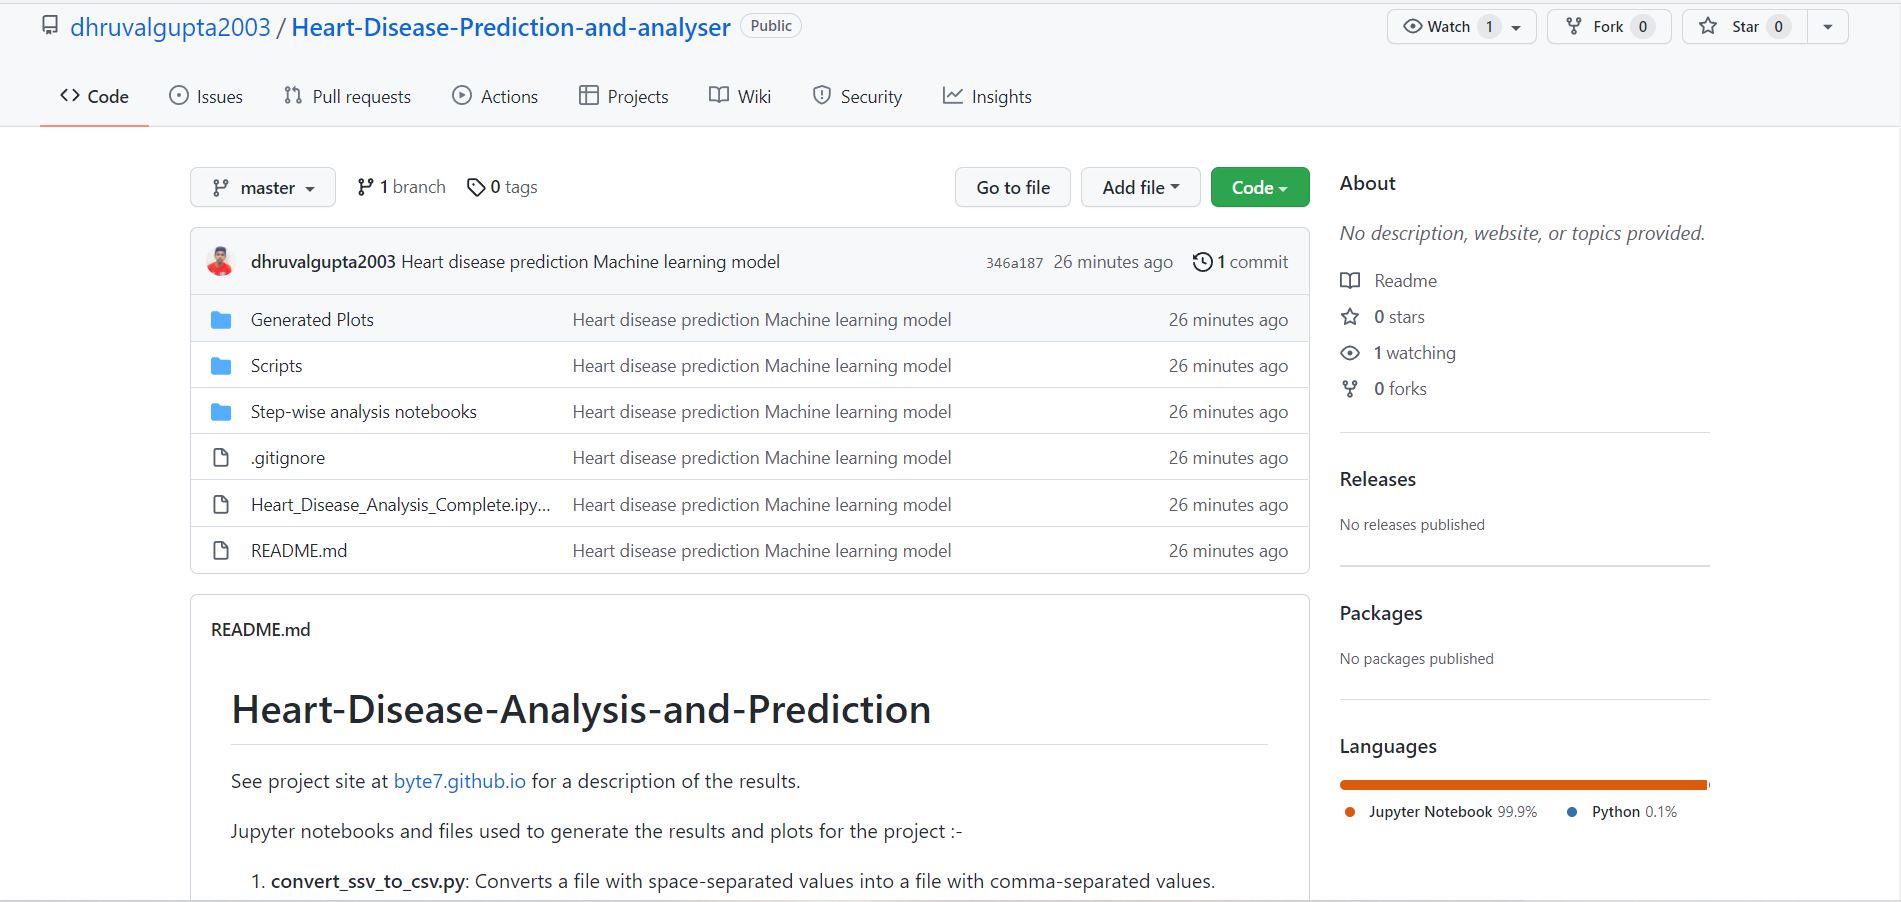 dhruvalgupta2003 / Heart-Disease-Prediction-and-analyser Public Watch 1 Fork 0 Star 0
Code Issues Pull requests Actions Projects Wiki Security Insights
master 1 branch 0 tags Go to file Add file Code
dhruvalgupta2003 Heart disease prediction Machine learning model 346a187 26 minutes ago 1 commit
Generated Plots Heart disease prediction Machine learning model 26 minutes ago
Scripts Heart disease prediction Machine learning model 26 minutes ago
Step-wise analysis notebooks Heart disease prediction Machine learning model 26 minutes ago
.gitignore Heart disease prediction Machine learning model 26 minutes ago
Heart_Disease_Analysis_Complete.ipy... Heart disease prediction Machine learning model 26 minutes ago
README.md Heart disease prediction Machine learning model 26 minutes ago
README.md
Heart-Disease-Analysis-and-Prediction
See project site at byte7.github.io for a description of the results.
Jupyter notebooks and files used to generate the results and plots for the project :-
1. convert_ssv_to_csv.py: Converts a file with space-separated values into a file with comma-separated values.
About
No description, website, or topics provided.
Readme
0 stars
1 watching
0 forks
Releases
No releases published
Packages
No packages published
Languages
Jupyter Notebook 99.9% Python 0.1%